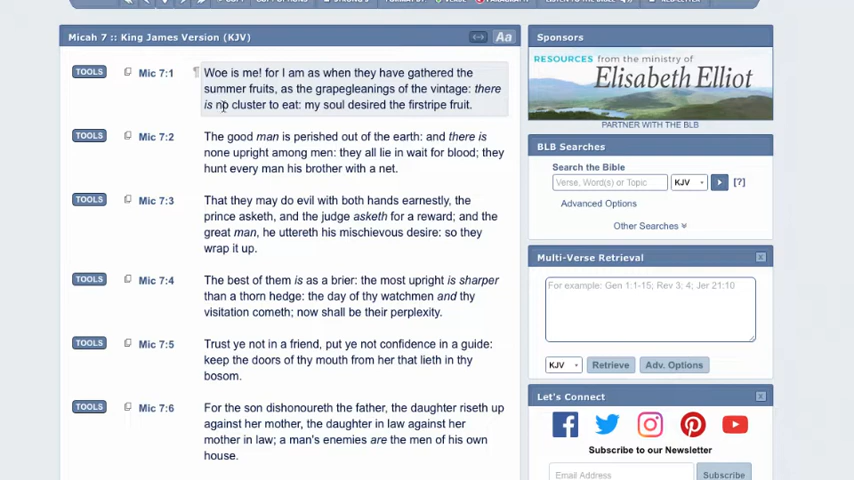 Micah 7 :: King James Version (KJV)
Aa
TOOLS
Mic 7:1
¶ Woe is me! for I am as when they have gathered the
summer fruits, as the grapegleanings of the vintage: there
is no cluster to eat: my soul desired the firstripe fruit.
TOOLS
Mic 7:2
The good man is perished out of the earth: and there is
none upright among men: they all lie in wait for blood; they
hunt every man his brother with a net.
TOOLS
Mic 7:3
That they may do evil with both hands earnestly, the
prince asketh, and the judge asketh for a reward; and the
great man, he uttereth his mischievous desire: so they
wrap it up.
TOOLS
Mic 7:4
The best of them is as a brier: the most upright is sharper
than a thorn hedge: the day of thy watchmen and thy
visitation cometh; now shall be their perplexity.
TOOLS
Mic 7:5
Trust ye not in a friend, put ye not confidence in a guide:
keep the doors of thy mouth from her that lieth in thy
bosom.
TOOLS
Mic 7:6
For the son dishonoureth the father, the daughter riseth up
against her mother, the daughter in law against her
mother in law; a man's enemies are the men of his own
house.
Sponsors
RESOURCES from the ministry of
Elisabeth Elliot
PARTNER WITH THE BLB
BLB Searches
Search the Bible
Verse, Word(s) or Topic
KJV
[?]
Advanced Options
Other Searches
Multi-Verse Retrieval
x
For example: Gen 1:1-15; Rev 3; 4; Jer 21:10
KJV
Retrieve
Adv. Options
Let's Connect
x
Subscribe to our Newsletter
Email Address
Subscribe